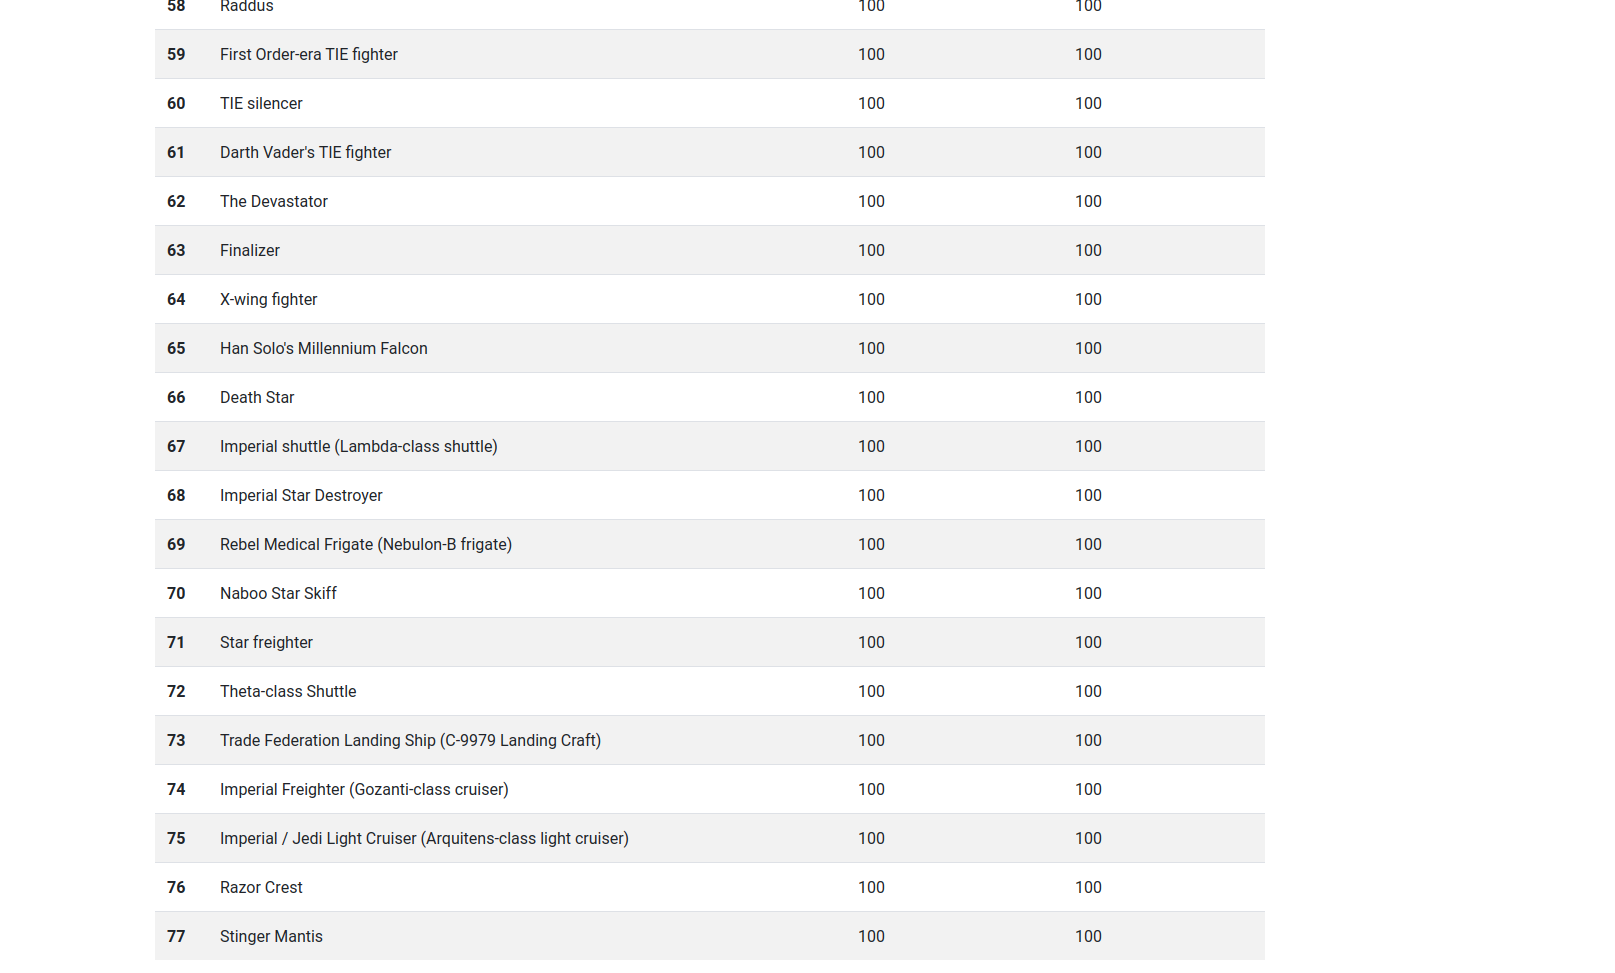 58 Raddus 100 100
59 First Order-era TIE fighter 100 100
60 TIE silencer 100 100
61 Darth Vader's TIE fighter 100 100
62 The Devastator 100 100
63 Finalizer 100 100
64 X-wing fighter 100 100
65 Han Solo's Millennium Falcon 100 100
66 Death Star 100 100
67 Imperial shuttle (Lambda-class shuttle) 100 100
68 Imperial Star Destroyer 100 100
69 Rebel Medical Frigate (Nebulon-B frigate) 100 100
70 Naboo Star Skiff 100 100
71 Star freighter 100 100
72 Theta-class Shuttle 100 100
73 Trade Federation Landing Ship (C-9979 Landing Craft) 100 100
74 Imperial Freighter (Gozanti-class cruiser) 100 100
75 Imperial / Jedi Light Cruiser (Arquitens-class light cruiser) 100 100
76 Razor Crest 100 100
77 Stinger Mantis 100 100